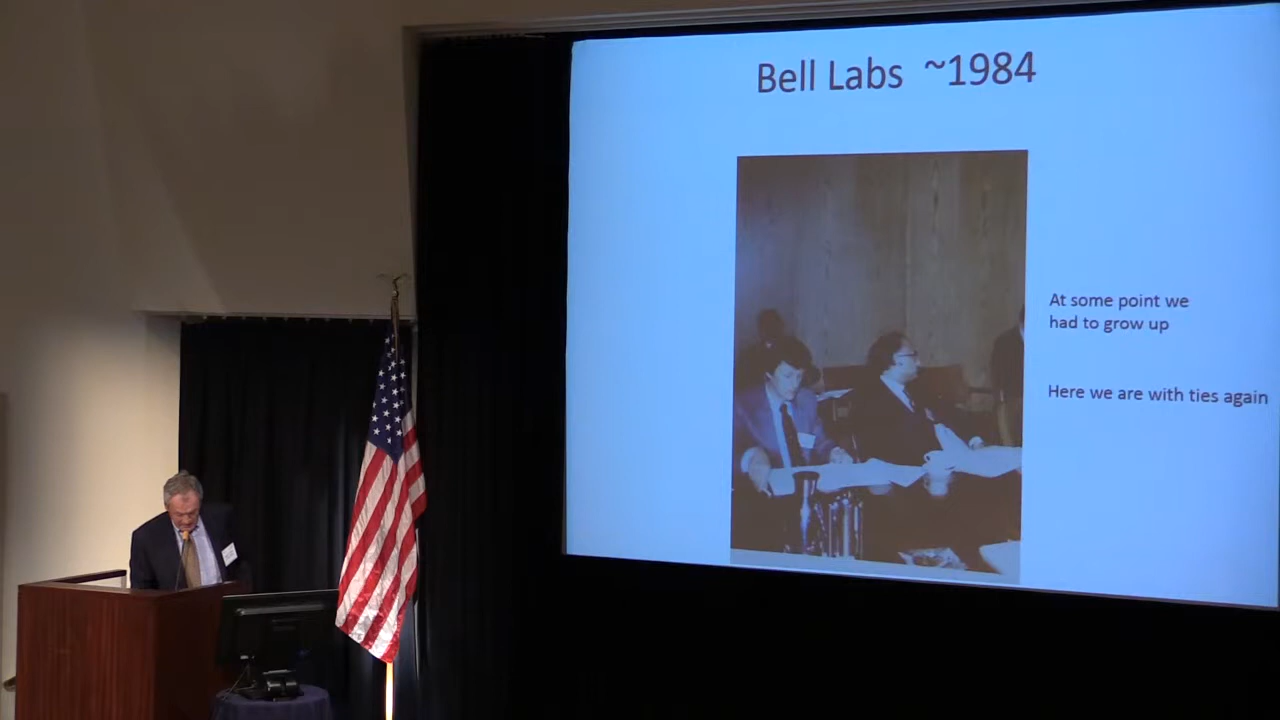 Bell Labs ~1984
At some point we
had to grow up
Here we are with ties again